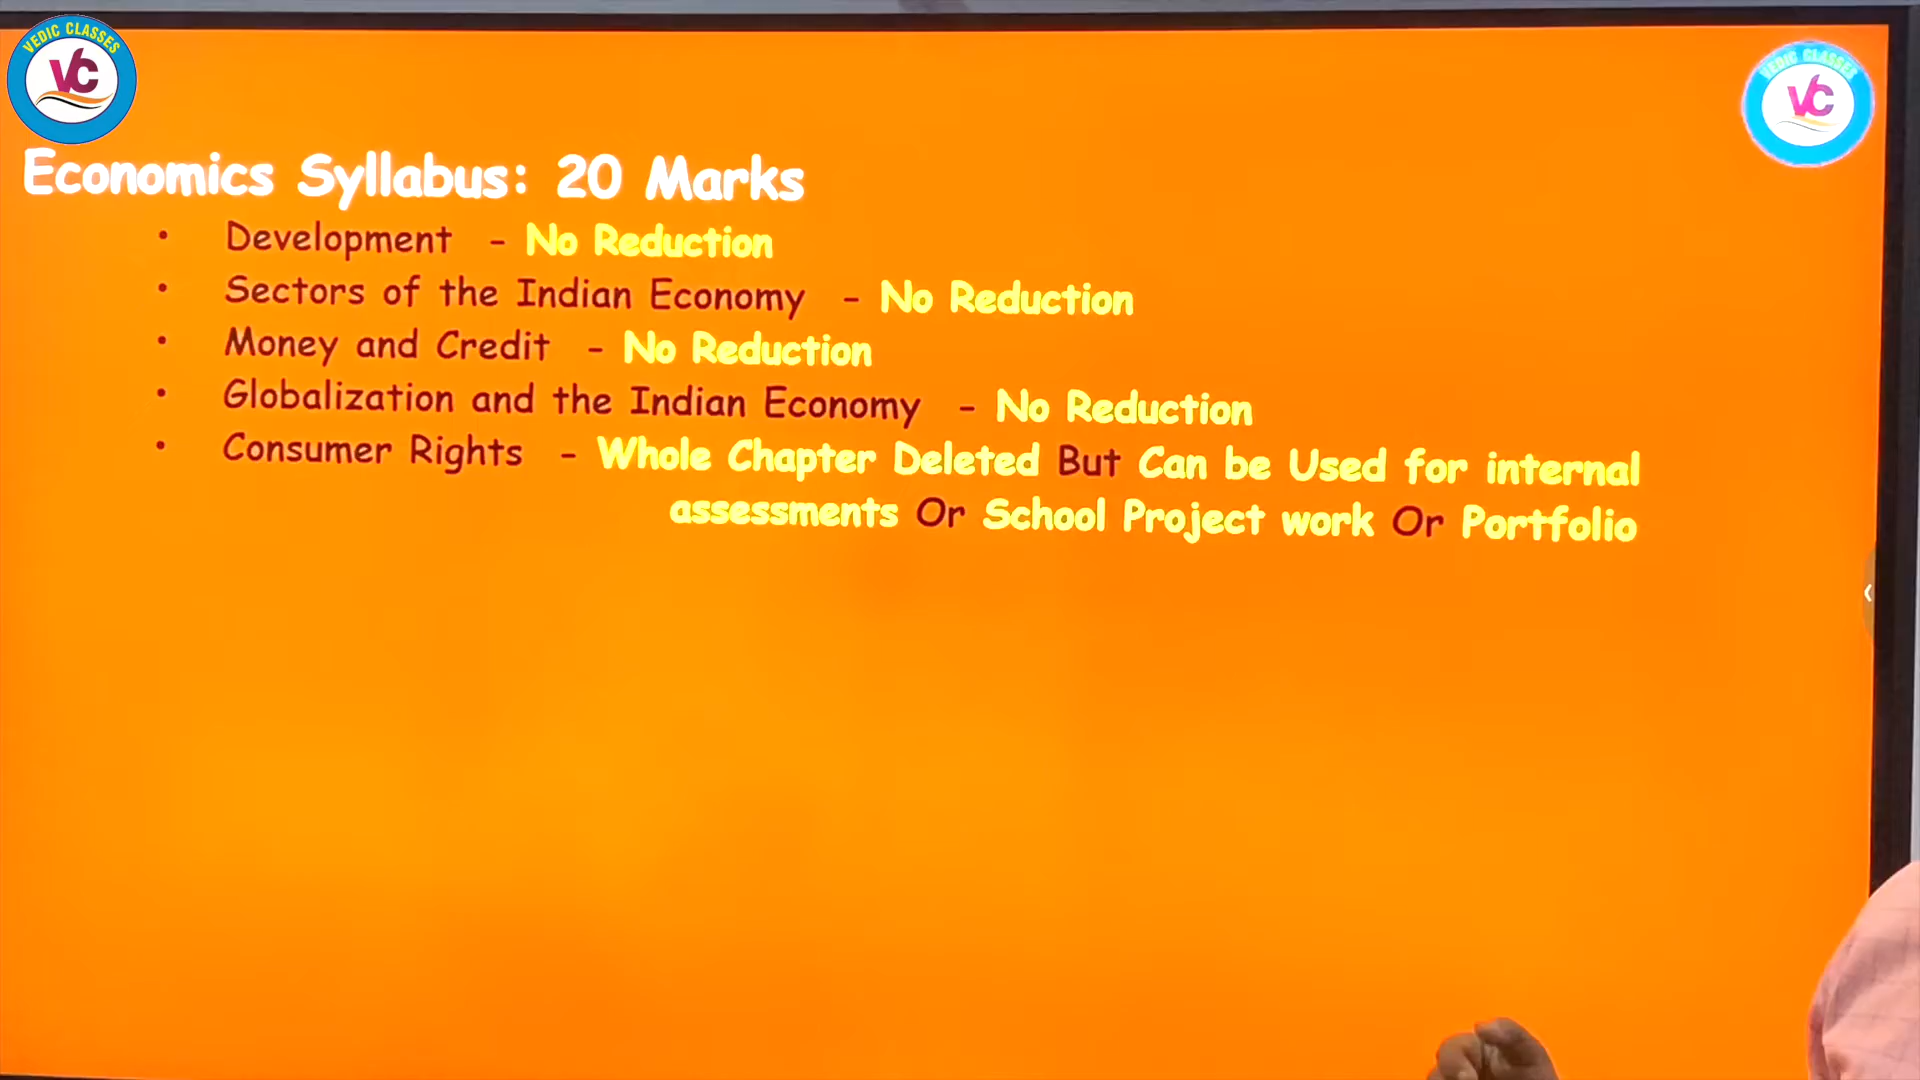 VEDIC CLASSES
VC
VEDIC CLASSES
VC
Economics Syllabus: 20 Marks
• Development - No Reduction
• Sectors of the Indian Economy - No Reduction
• Money and Credit - No Reduction
• Globalization and the Indian Economy - No Reduction
• Consumer Rights - Whole Chapter Deleted But Can be Used for internal
assessments Or School Project work Or Portfolio